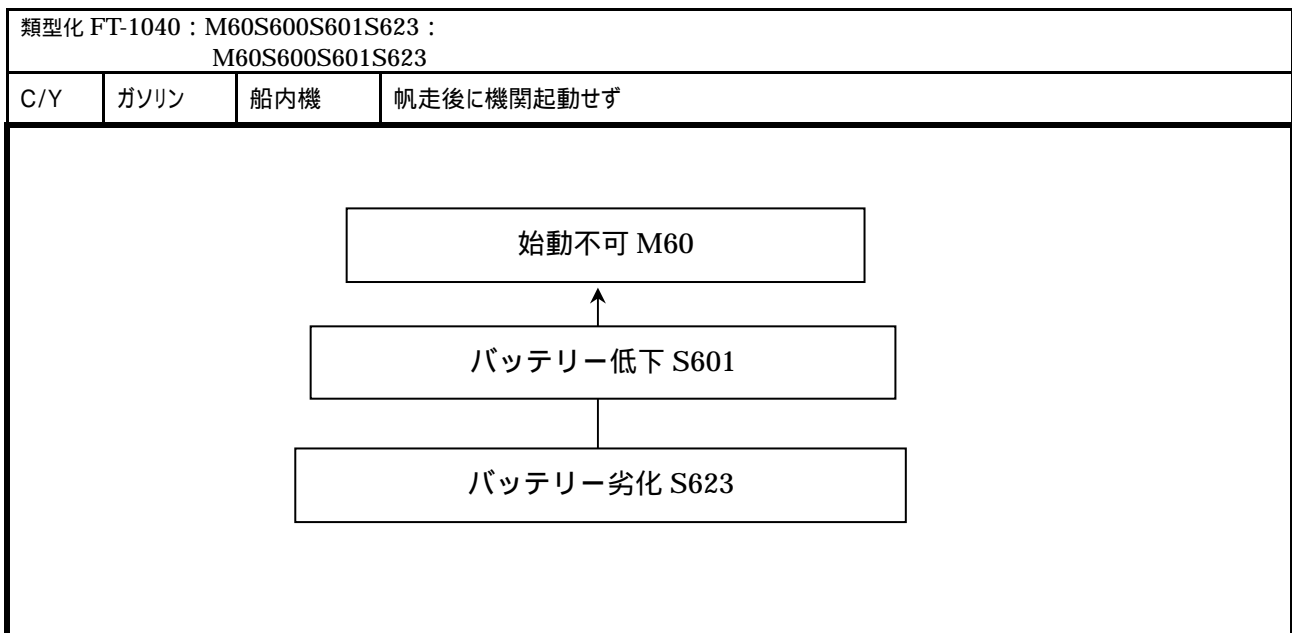 類型化 FT-1040：M60S600S601S623：
M60S600S601S623
C/Y ガソリン 船内機 帆走後に機関起動せず
始動不可 M60
バッテリー低下 S601
バッテリー劣化 S623